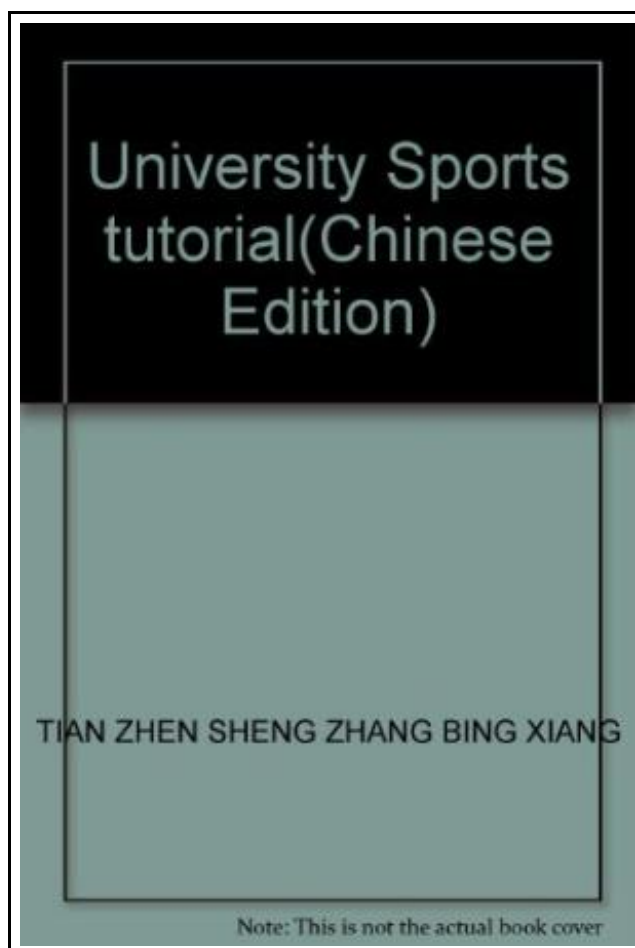 University Sports
tutorial(Chinese
Edition)
TIAN ZHEN SHENG ZHANG BING XIANG
Note: This is not the actual book cover